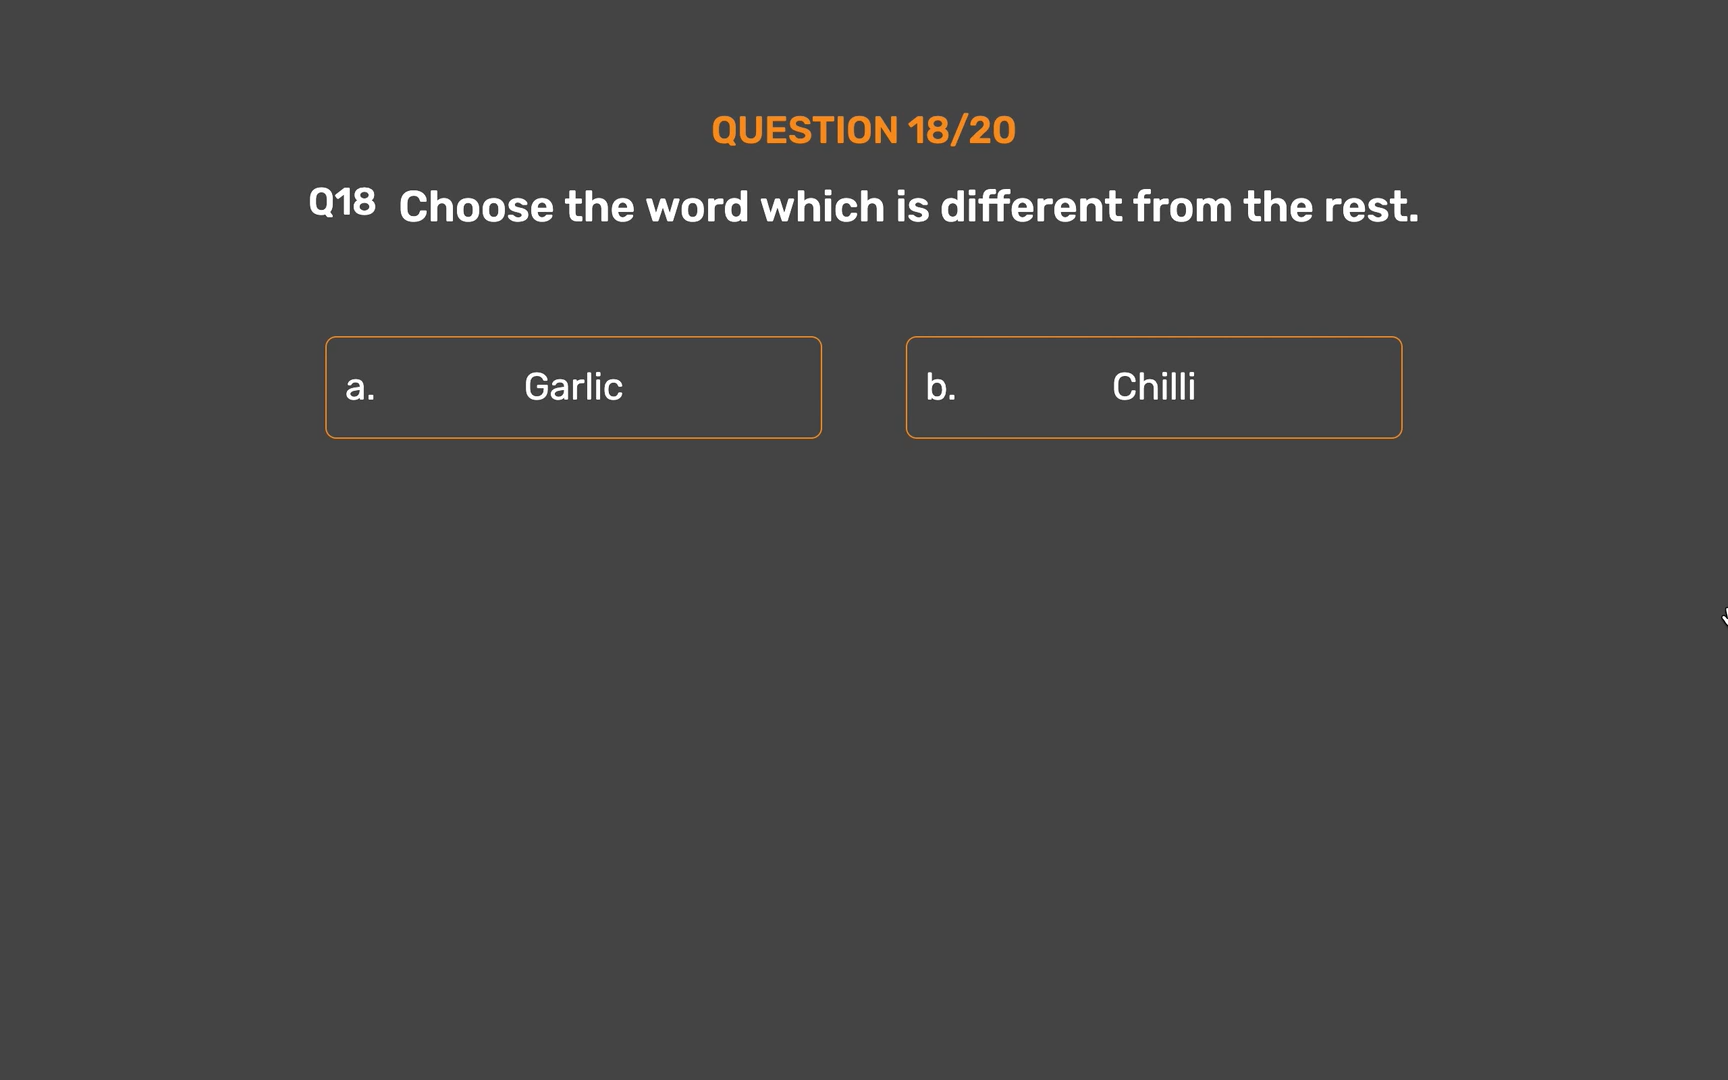 QUESTION 18/20
Q18 Choose the word which is different from the rest.
a. Garlic
b. Chilli